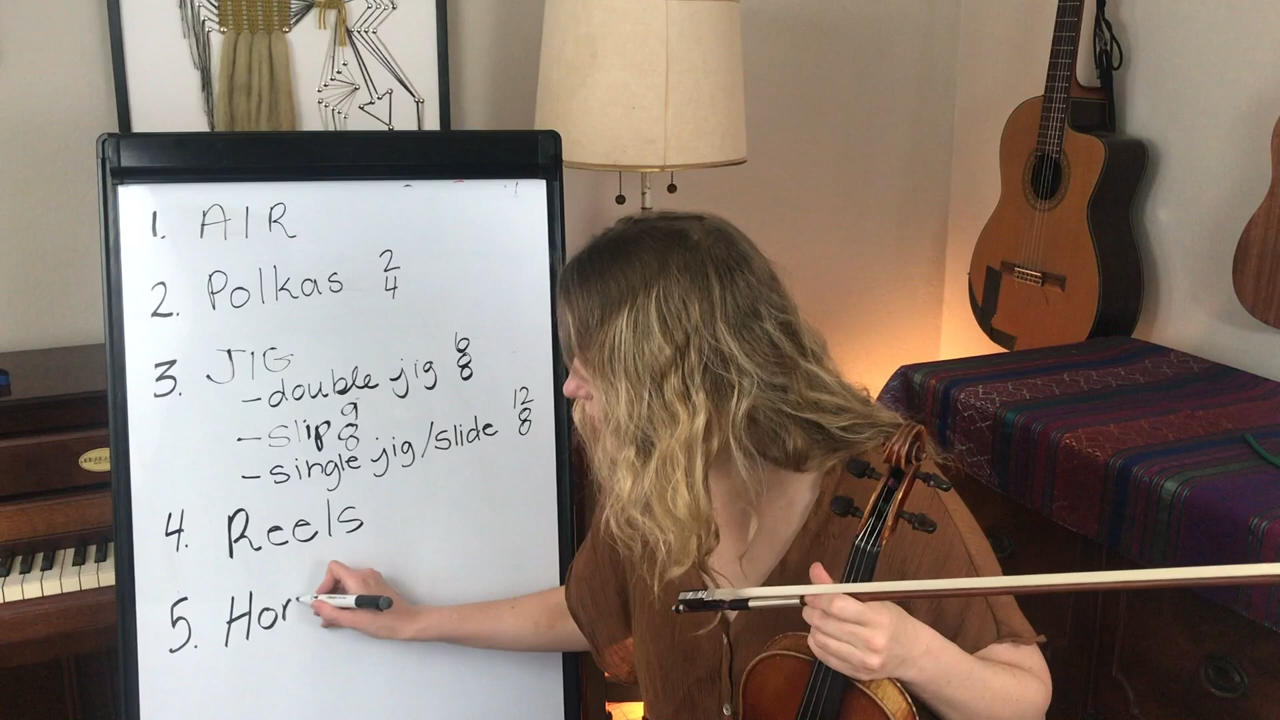 1. AIR
2. Polkas 2/4
3. JIG
-double jig 6/8
-slip 9/8
-single jig/slide 12/8
4. Reels
5. Hor